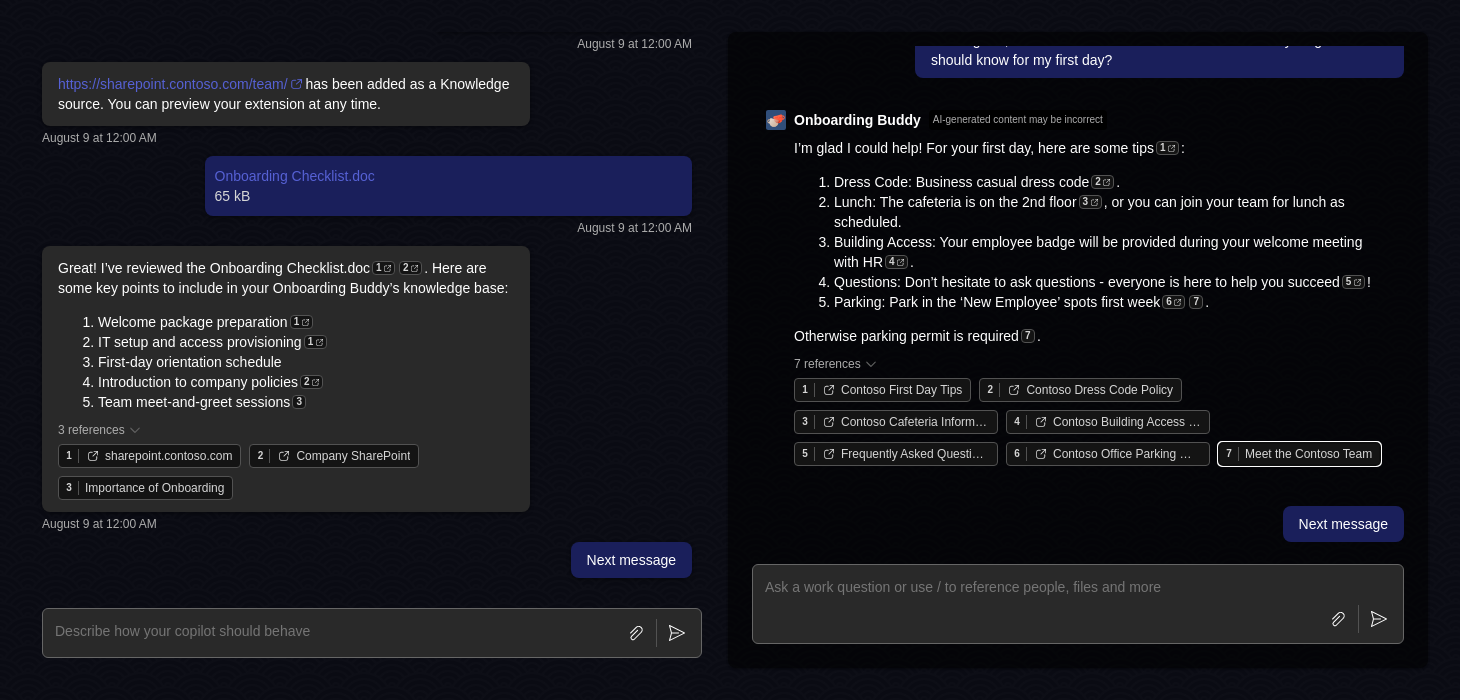 August 9 at 12:00 AM
https://sharepoint.contoso.com/team/ has been added as a Knowledge
source. You can preview your extension at any time.
August 9 at 12:00 AM
Onboarding Checklist.doc
65 kB
August 9 at 12:00 AM
Great! I’ve reviewed the Onboarding Checklist.doc 1 2 . Here are
some key points to include in your Onboarding Buddy’s knowledge base:
1. Welcome package preparation 1
2. IT setup and access provisioning 1
3. First-day orientation schedule
4. Introduction to company policies 2
5. Team meet-and-greet sessions 3
3 references
1 sharepoint.contoso.com 2 Company SharePoint
3 Importance of Onboarding
August 9 at 12:00 AM
Next message
Describe how your copilot should behave
should know for my first day?
Onboarding Buddy AI-generated content may be incorrect
I’m glad I could help! For your first day, here are some tips 1 :
1. Dress Code: Business casual dress code 2 .
2. Lunch: The cafeteria is on the 2nd floor 3 , or you can join your team for lunch as
scheduled.
3. Building Access: Your employee badge will be provided during your welcome meeting
with HR 4 .
4. Questions: Don’t hesitate to ask questions - everyone is here to help you succeed 5 !
5. Parking: Park in the ‘New Employee’ spots first week 6 7 .
Otherwise parking permit is required 7 .
7 references
1 Contoso First Day Tips 2 Contoso Dress Code Policy
3 Contoso Cafeteria Inform… 4 Contoso Building Access …
5 Frequently Asked Questi… 6 Contoso Office Parking … 7 Meet the Contoso Team
Next message
Ask a work question or use / to reference people, files and more